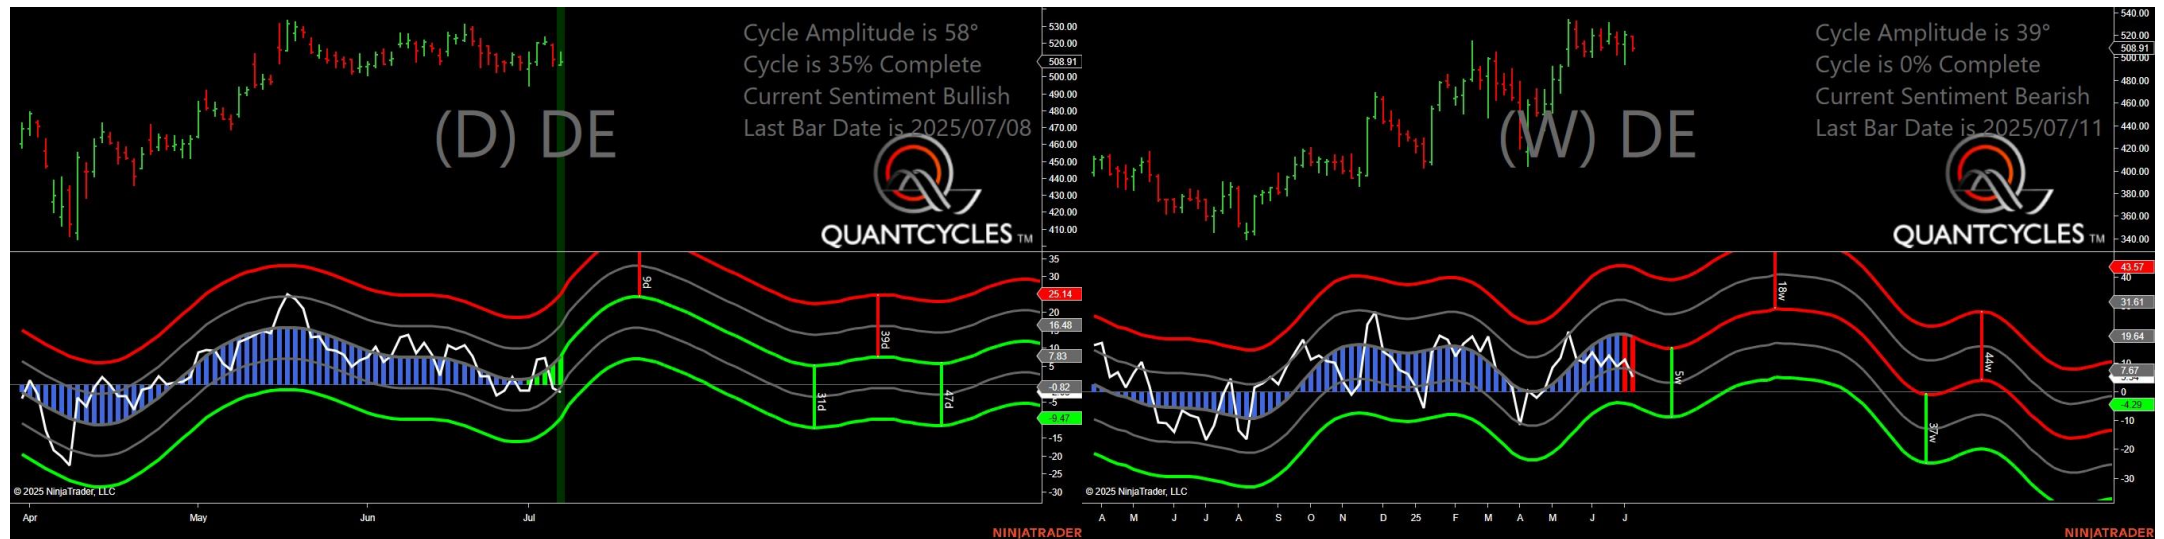 Cycle Amplitude is 58°
Cycle is 35% Complete
Current Sentiment Bullish
Last Bar Date is 2025/07/08
(D) DE
QUANTCYCLES TM
530.00
520.00
508.91
500.00
490.00
480.00
470.00
460.00
450.00
440.00
430.00
420.00
410.00
9d
39d
31d
47d
35
30
25.14
20
16.48
10
7.83
5
-0.82
-5
-9.47
-15
-20
-25
-30
© 2025 NinjaTrader, LLC
Apr May Jun Jul
NINJATRADER
Cycle Amplitude is 39°
Cycle is 0% Complete
Current Sentiment Bearish
Last Bar Date is 2025/07/11
(W) DE
QUANTCYCLES TM
540.00
520.00
508.91
500.00
480.00
460.00
440.00
420.00
400.00
380.00
360.00
340.00
18w
5w
44w
37w
43.57
40
31.61
19.64
10
7.67
0
-4.29
-10
-20
-30
© 2025 NinjaTrader, LLC
A M J J A S O N D 25 F M A M J J
NINJATRADER